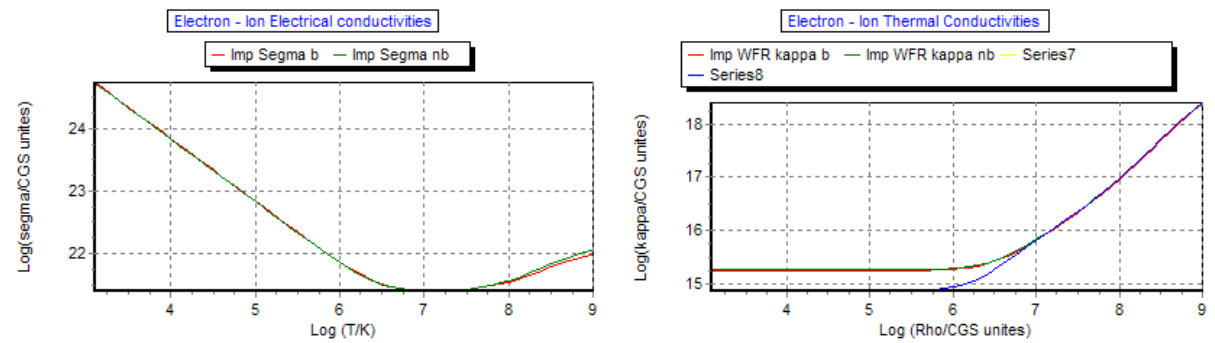 Electron - Ion Electrical conductivities
Imp Segma b Imp Segma nb
Log(segma/CGS unites)
24
23
22
4 5 6 7 8 9
Log (T/K)
Electron - Ion Thermal Conductivities
Imp WFR kappa b Imp WFR kappa nb Series7
Series8
Log(kappa/CGS unites)
18
17
16
15
4 5 6 7 8 9
Log (Rho/CGS unites)